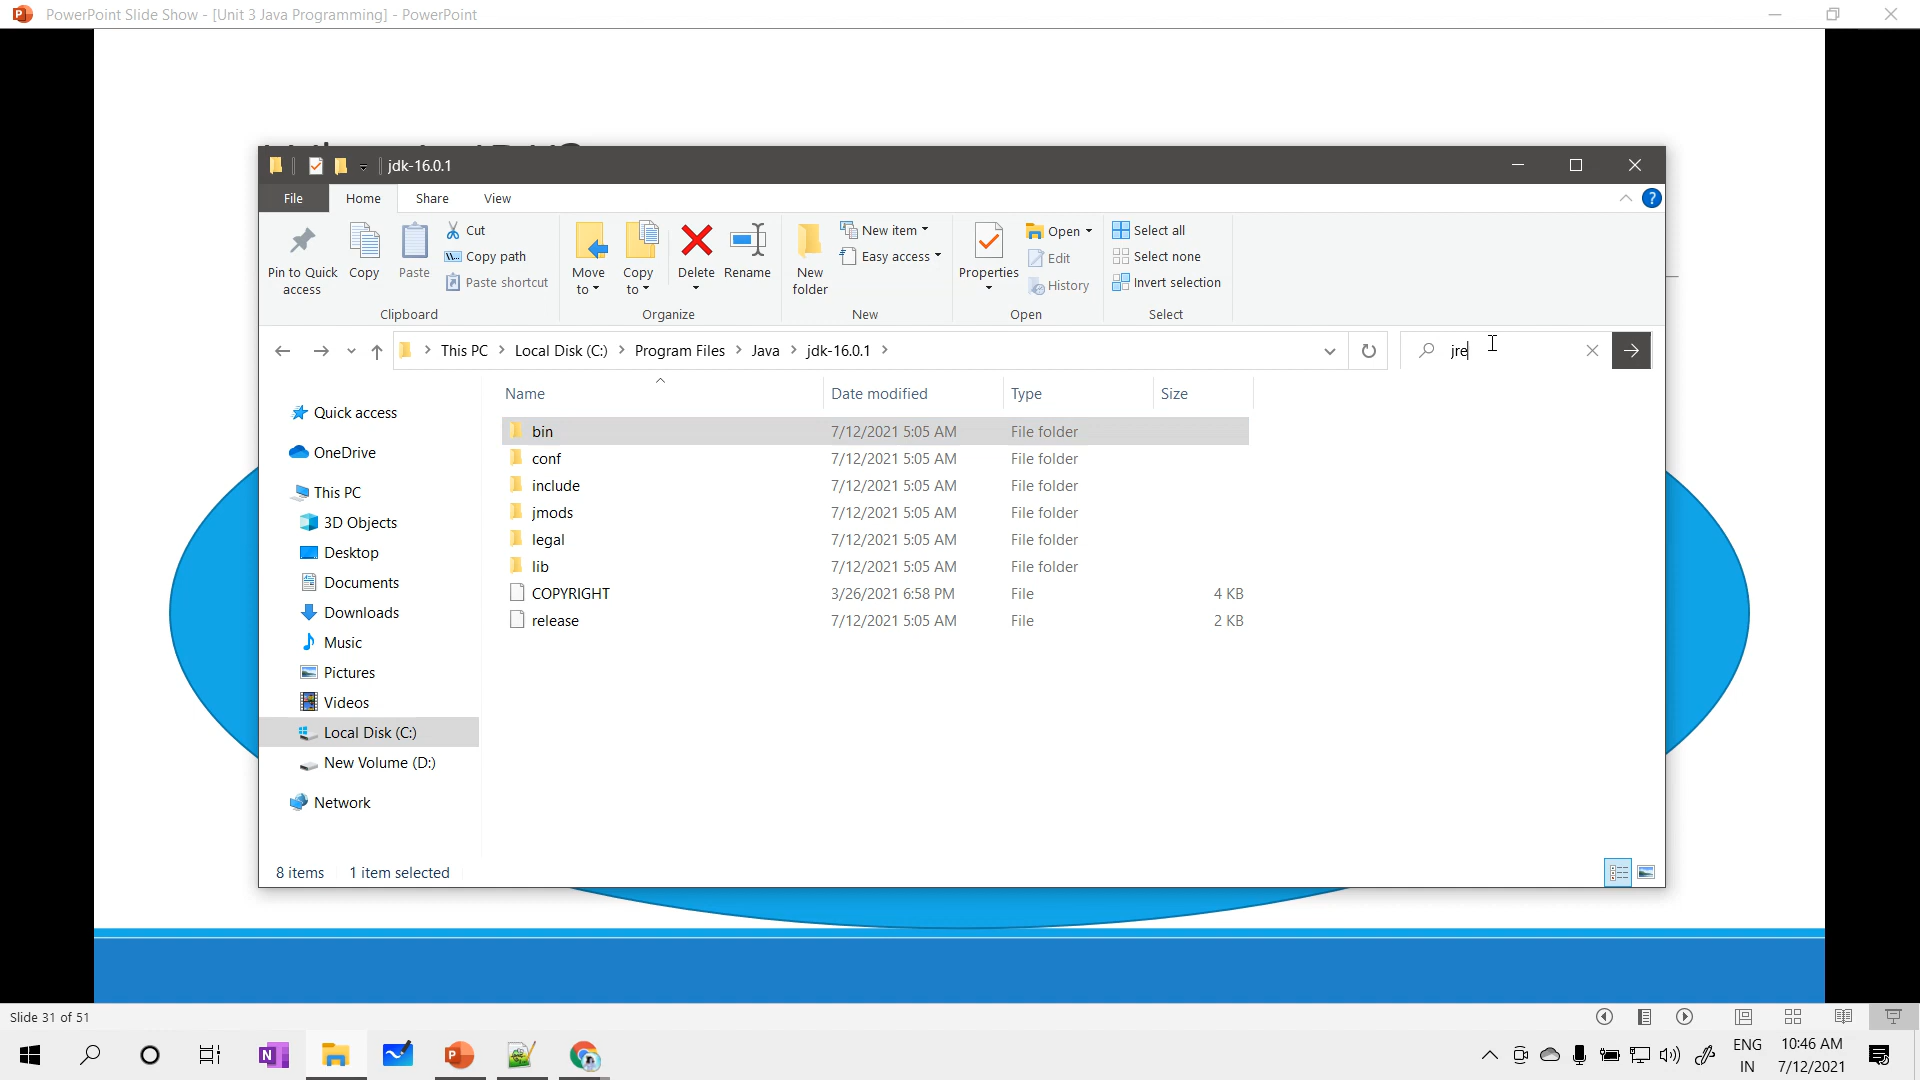 PowerPoint Slide Show - [Unit 3 Java Programming] - PowerPoint
jdk-16.0.1
File Home Share View
Pin to Quick access
Copy
Paste
Cut
Copy path
Paste shortcut
Clipboard
Move to
Copy to
Delete
Rename
Organize
New folder
New item
Easy access
New
Properties
Open
Edit
History
Open
Select all
Select none
Invert selection
Select
This PC Local Disk (C:) Program Files Java jdk-16.0.1
jre
Name Date modified Type Size
bin 7/12/2021 5:05 AM File folder
conf 7/12/2021 5:05 AM File folder
include 7/12/2021 5:05 AM File folder
jmods 7/12/2021 5:05 AM File folder
legal 7/12/2021 5:05 AM File folder
lib 7/12/2021 5:05 AM File folder
COPYRIGHT 3/26/2021 6:58 PM File 4 KB
release 7/12/2021 5:05 AM File 2 KB
Quick access
OneDrive
This PC
3D Objects
Desktop
Documents
Downloads
Music
Pictures
Videos
Local Disk (C:)
New Volume (D:)
Network
8 items 1 item selected
Slide 31 of 51
ENG
IN
10:46 AM
7/12/2021